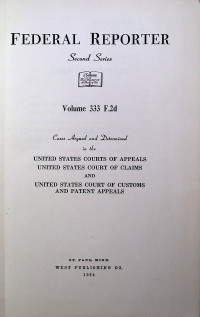 FEDERAL REPORTER
Second Series
Volume 333 F.2d
Cases Argued and Determined
in the
UNITED STATES COURTS OF APPEALS
UNITED STATES COURT OF CLAIMS
AND
UNITED STATES COURT OF CUSTOMS
AND PATENT APPEALS
ST. PAUL, MINN.
WEST PUBLISHING CO.
1964